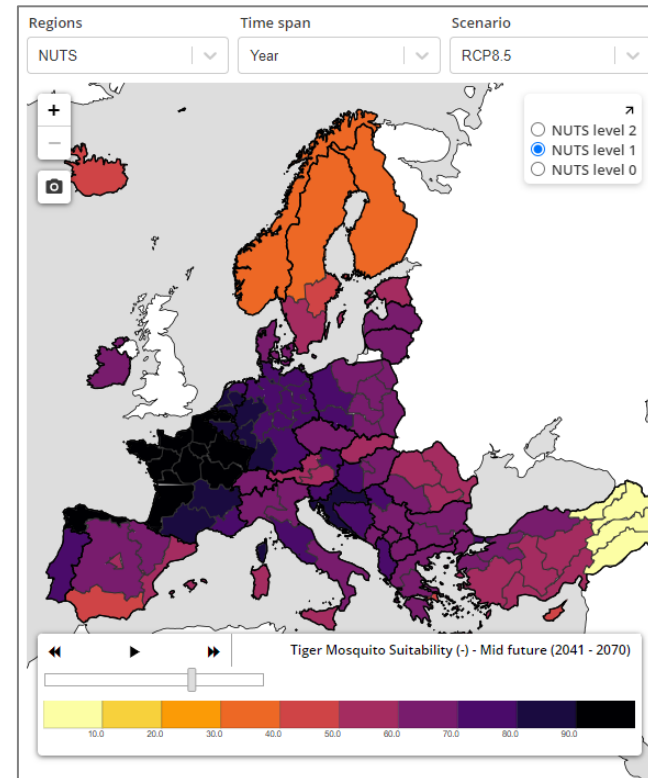 Regions Time span Scenario
NUTS Year RCP8.5
+
−
NUTS level 2
NUTS level 1
NUTS level 0
Tiger Mosquito Suitability (-) - Mid future (2041 - 2070)
10.0 20.0 30.0 40.0 50.0 60.0 70.0 80.0 90.0